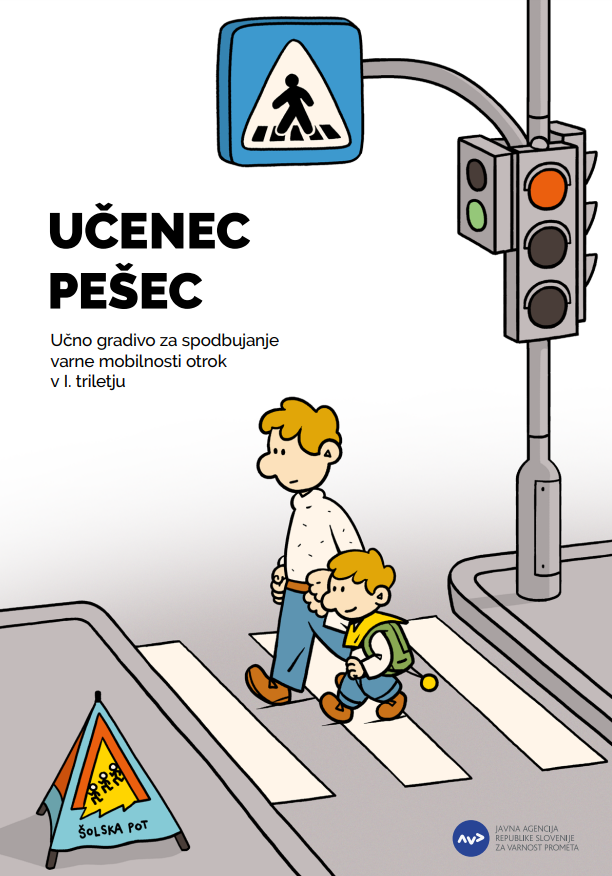 UČENEC
PEŠEC
Učno gradivo za spodbujanje
varne mobilnosti otrok
v I. triletju
ŠOLSKA POT
JAVNA AGENCIJA
REPUBLIKE SLOVENIJE
ZA VARNOST PROMETA